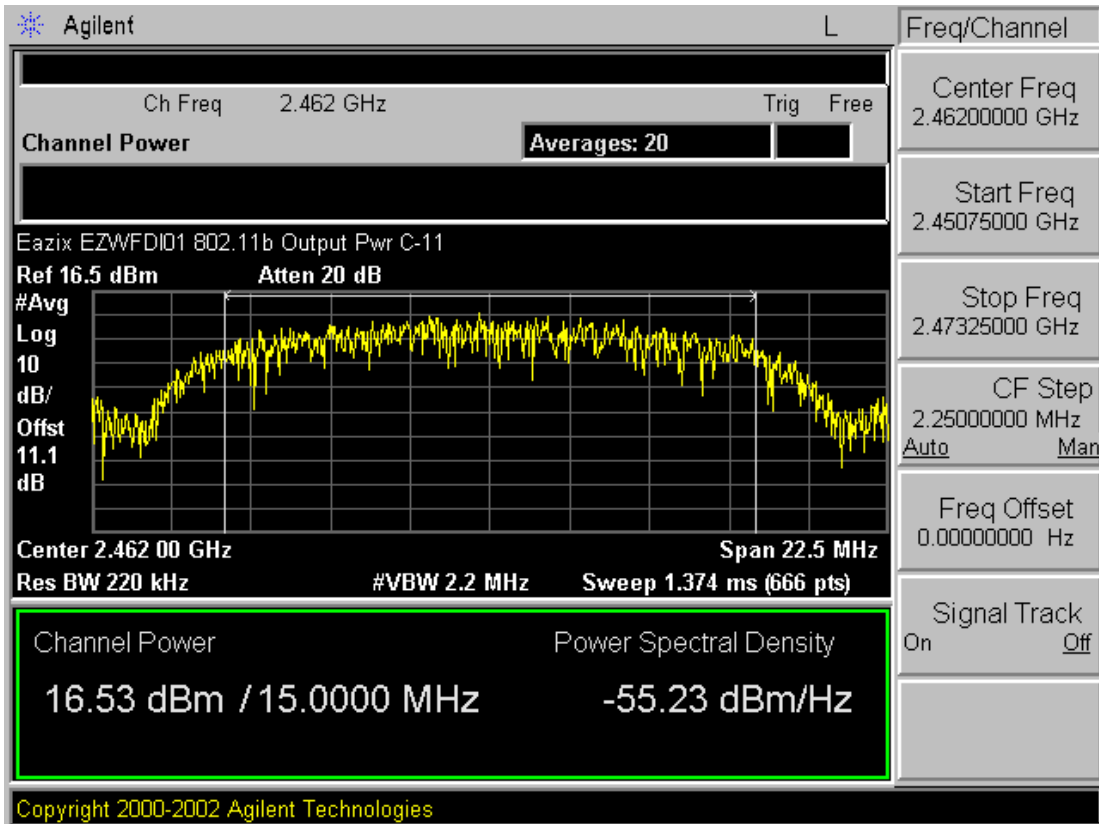 Agilent L
Ch Freq 2.462 GHz Trig Free
Channel Power Averages: 20
Eazix EZWFDI01 802.11b Output Pwr C-11
Ref 16.5 dBm Atten 20 dB
#Avg
Log
10
dB/
Offst
11.1
dB
Center 2.462 00 GHz Span 22.5 MHz
Res BW 220 kHz #VBW 2.2 MHz Sweep 1.374 ms (666 pts)
Channel Power Power Spectral Density
16.53 dBm / 15.0000 MHz -55.23 dBm/Hz
Copyright 2000-2002 Agilent Technologies
Freq/Channel
Center Freq
2.46200000 GHz
Start Freq
2.45075000 GHz
Stop Freq
2.47325000 GHz
CF Step
2.25000000 MHz
Auto Man
Freq Offset
0.00000000 Hz
Signal Track
On Off